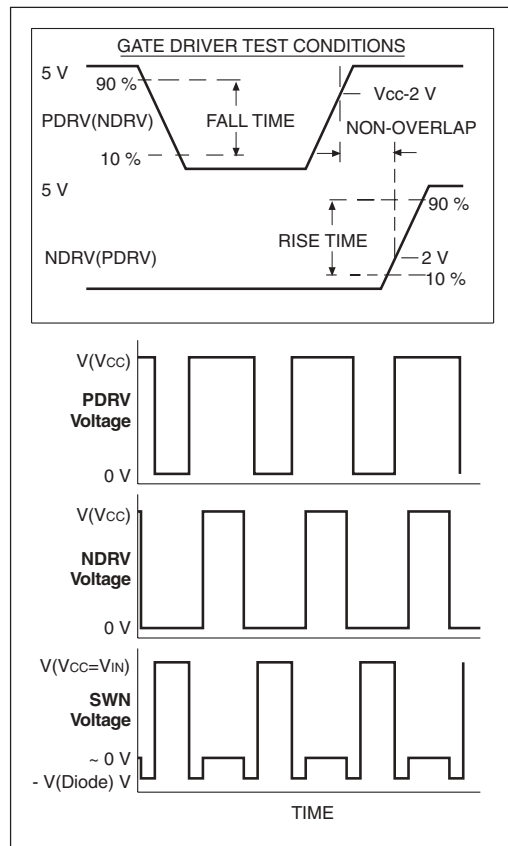 GATE DRIVER TEST CONDITIONS
5 V
90 %
Vcc-2 V
PDRV(NDRV)
FALL TIME
NON-OVERLAP
10 %
5 V
90 %
RISE TIME
NDRV(PDRV)
2 V
10 %
V(VCC)
PDRV
Voltage
0 V
V(VCC)
NDRV
Voltage
0 V
V(VCC=VIN)
SWN
Voltage
~ 0 V
- V(Diode) V
TIME